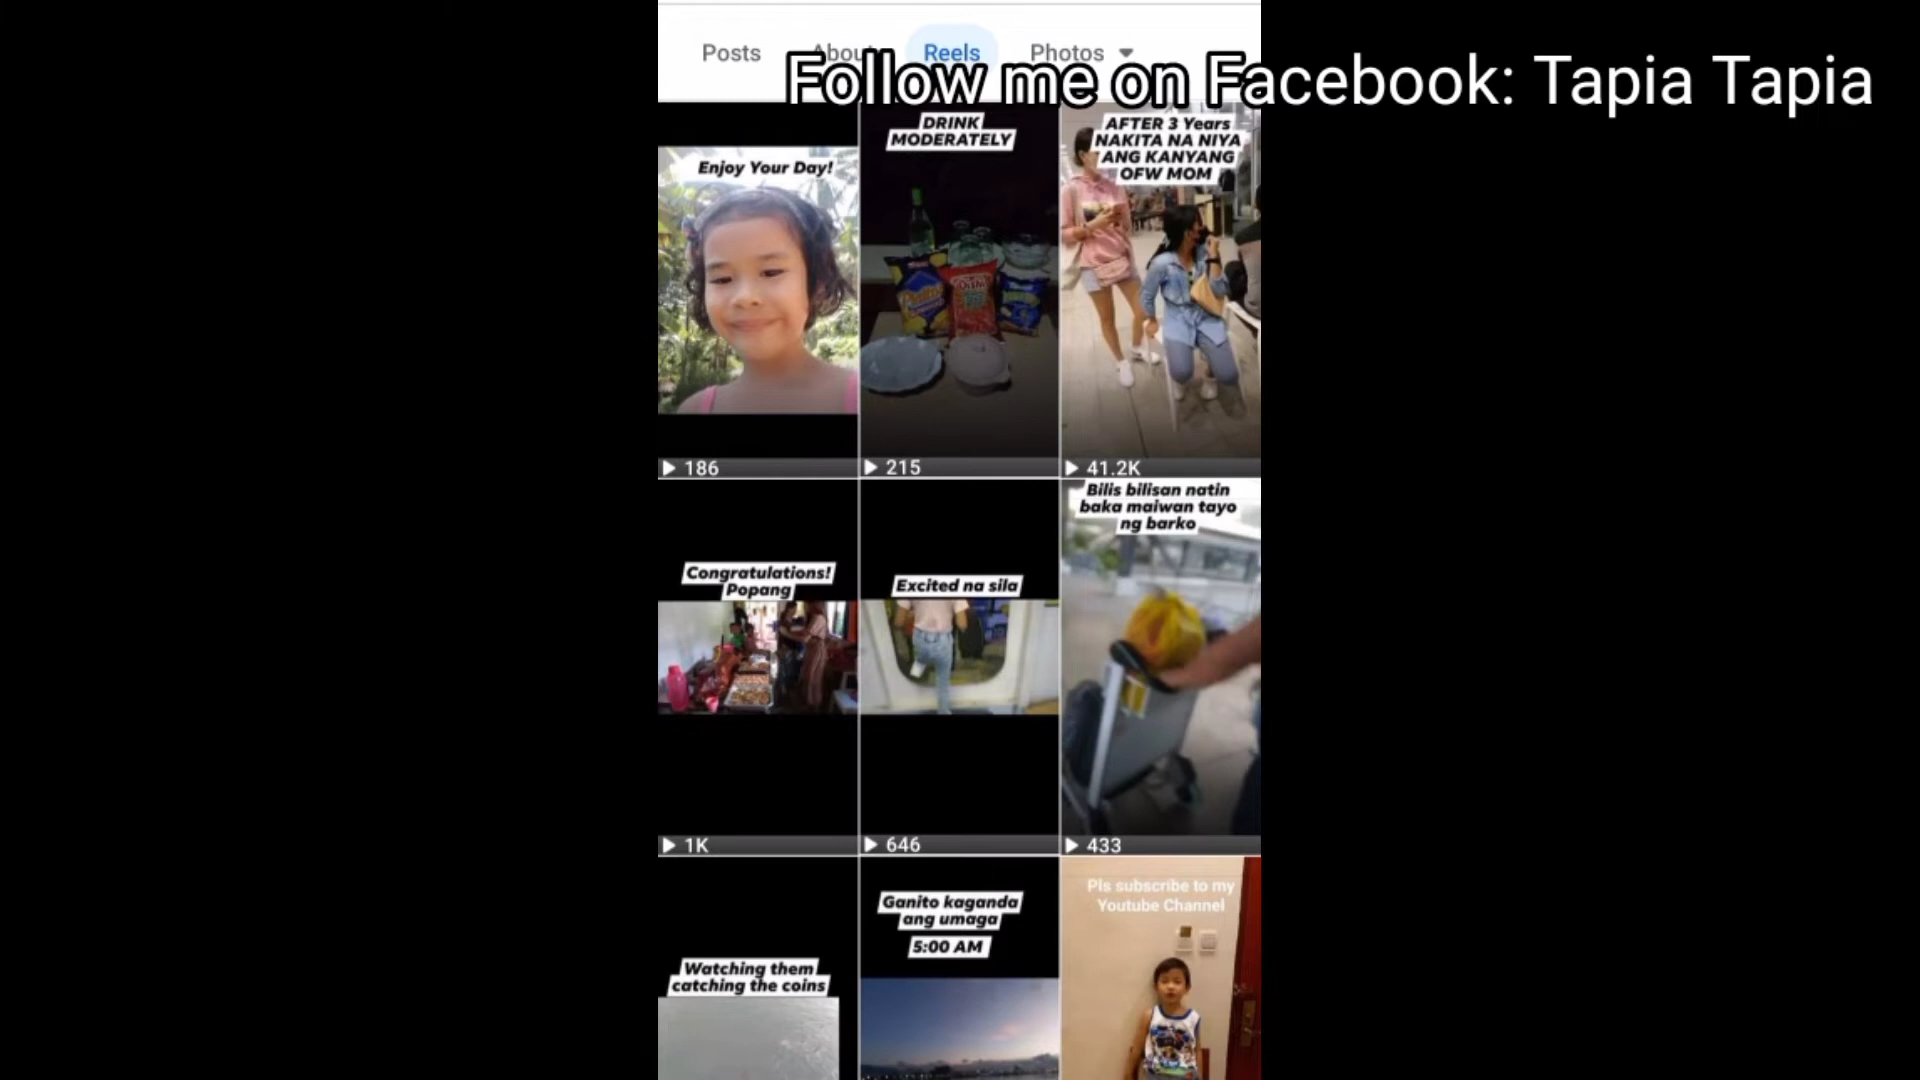 Posts About Reels Photos
Follow me on Facebook: Tapia Tapia
Enjoy Your Day!
DRINK
MODERATELY
Oishi
AFTER 3 Years
NAKITA NA NIYA
ANG KANYANG
OFW MOM
186
215
41.2K
Congratulations!
Popang
Excited na sila
Bilis bilisan natin
baka maiwan tayo
ng barko
1K
646
433
Watching them
catching the coins
Ganito kaganda
ang umaga
5:00 AM
Pls subscribe to my
Youtube Channel